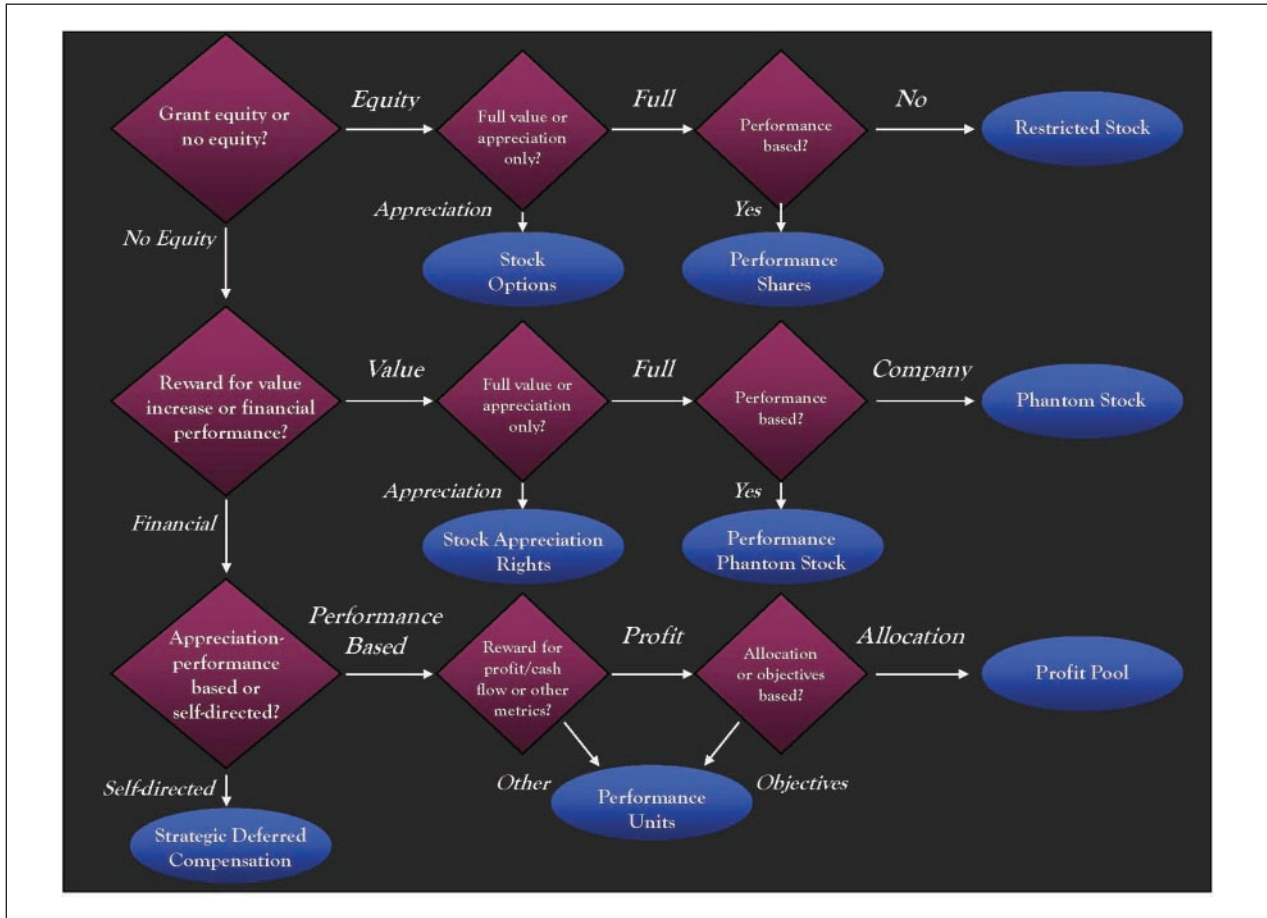 Grant equity or
no equity?
Equity
Full value or
appreciation
only?
Full
Performance
based?
No
Restricted Stock
Appreciation
Yes
No Equity
Stock
Options
Performance
Shares
Reward for value
increase or financial
performance?
Value
Full value or
appreciation
only?
Full
Performance
based?
Company
Phantom Stock
Appreciation
Yes
Financial
Stock Appreciation
Rights
Performance
Phantom Stock
Appreciation-
performance
based or
self-directed?
Performance
Based
Reward for
profit/cash
flow or other
metrics?
Profit
Allocation
or objectives
based?
Allocation
Profit Pool
Self-directed
Other
Objectives
Performance
Units
Strategic Deferred
Compensation